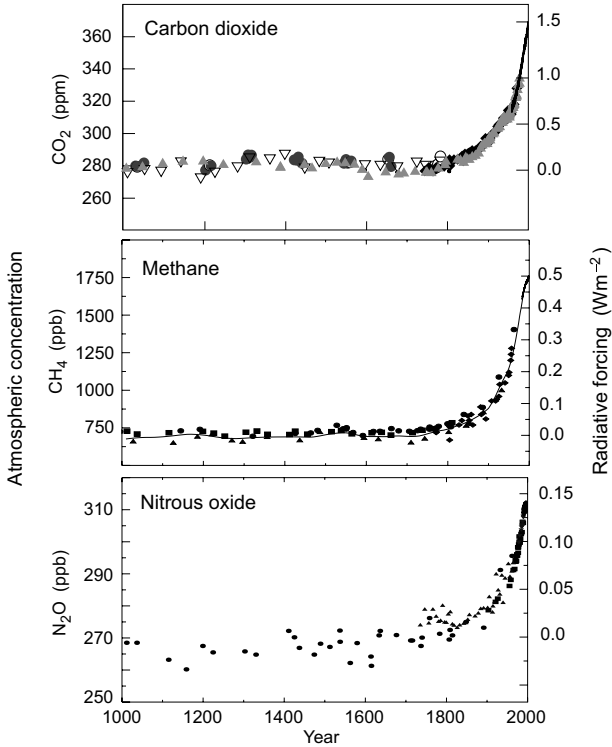 Carbon dioxide
360
340
320
300
280
260
CO₂ (ppm)
1.5
1.0
0.5
0.0
Methane
1750
1500
1250
1000
750
CH₄ (ppb)
0.5
0.4
0.3
0.2
0.1
0.0
Atmospheric concentration
Radiative forcing (Wm⁻²)
Nitrous oxide
310
290
270
250
N₂O (ppb)
0.15
0.10
0.05
0.0
1000 1200 1400 1600 1800 2000
Year